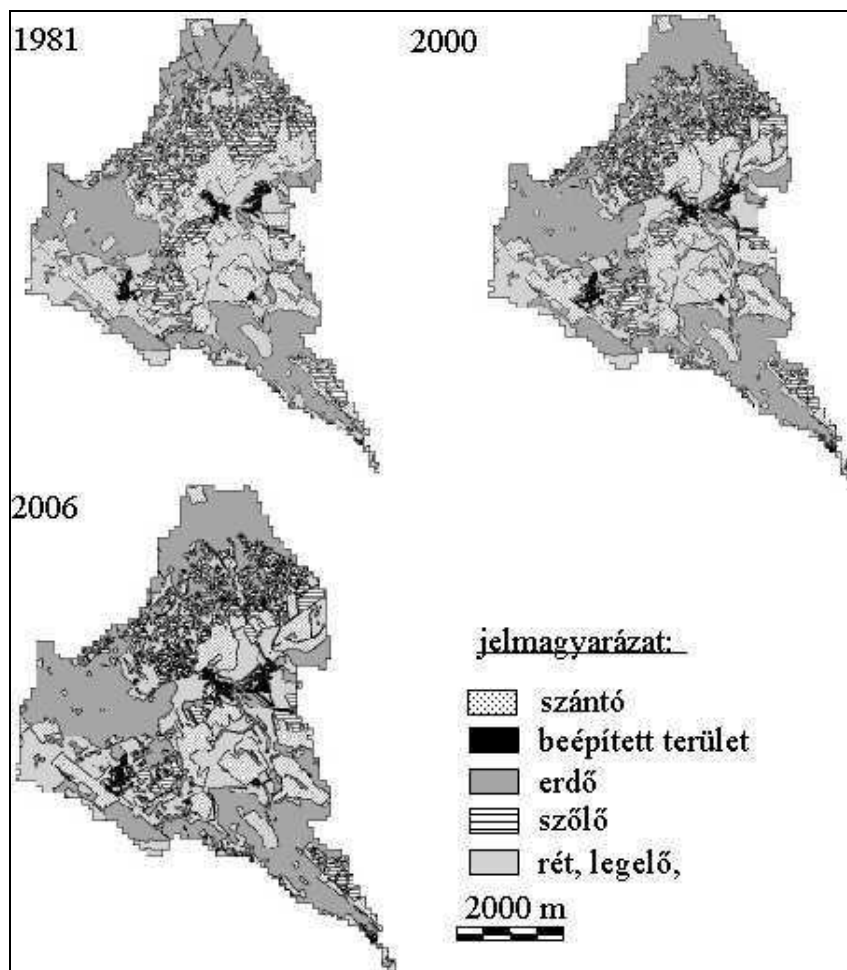 1981
2000
2006
jelmagyarázat:
szántó
beépített terület
erdő
szőlő
rét, legelő,
2000 m